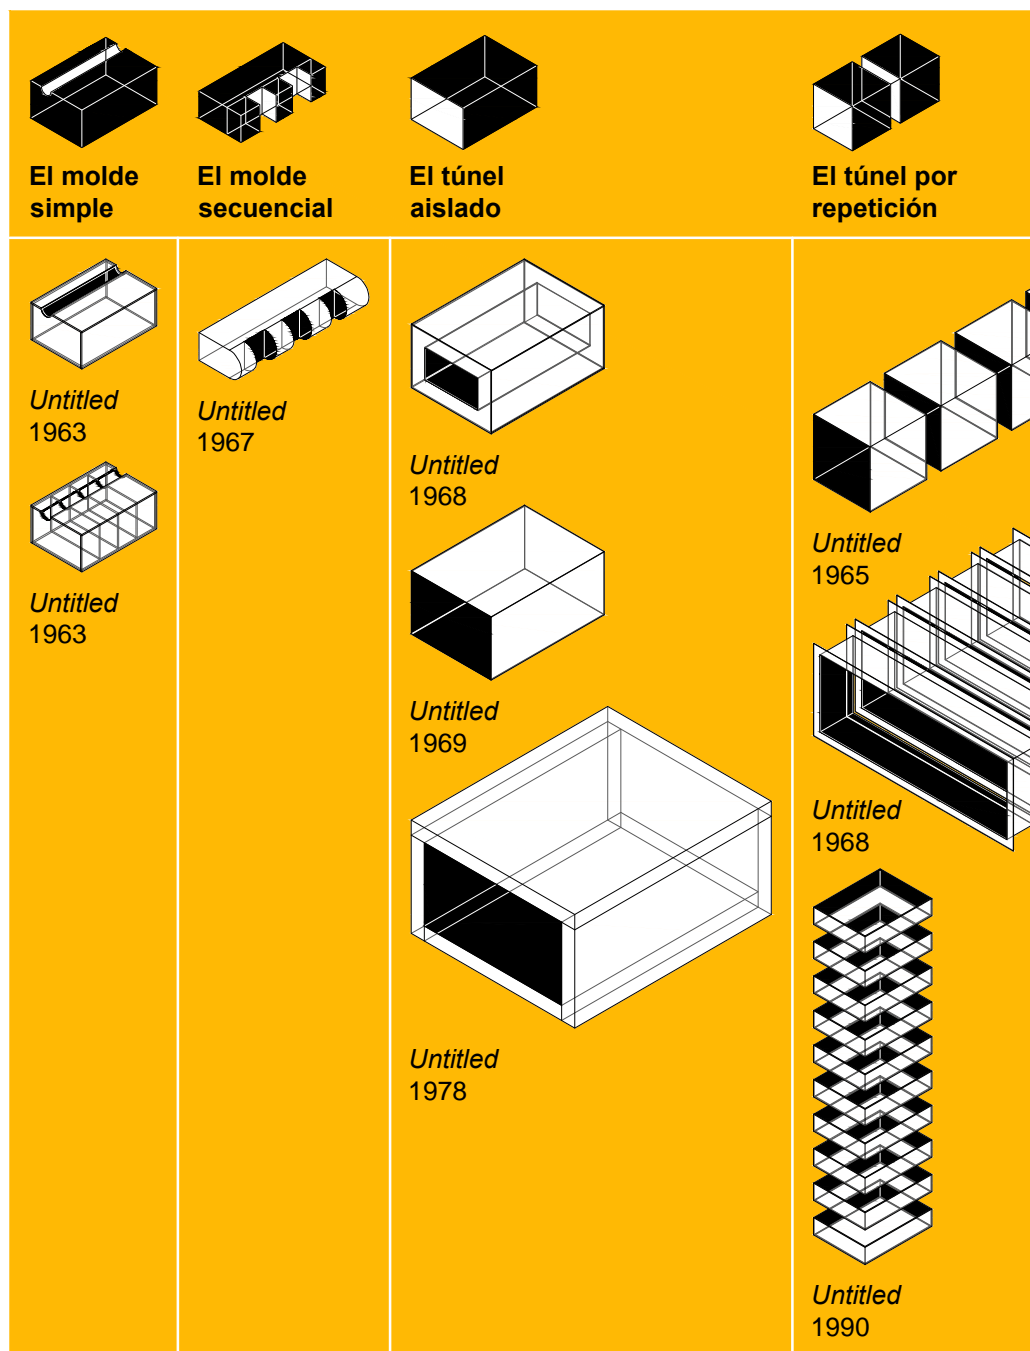 El molde
simple
El molde
secuencial
El túnel
aislado
El túnel por
repetición
Untitled
1963
Untitled
1963
Untitled
1967
Untitled
1968
Untitled
1969
Untitled
1978
Untitled
1965
Untitled
1968
Untitled
1990